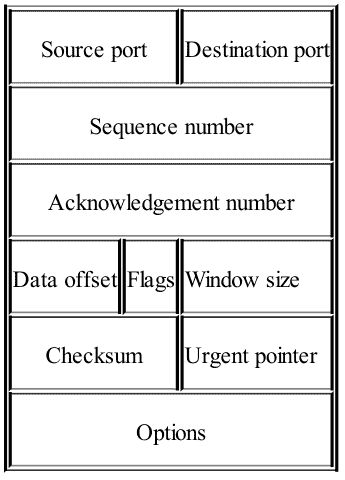 Source port Destination port
Sequence number
Acknowledgement number
Data offset Flags Window size
Checksum Urgent pointer
Options